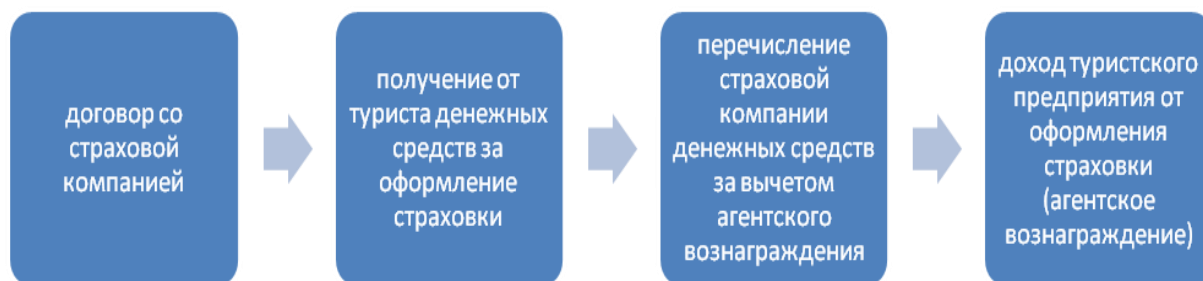 договор со
страховой
компанией
получение от
туриста денежных
средств за
оформление
страховки
перечисление
страховой
компании
денежных средств
за вычетом
агентского
вознаграждения
доход туристского
предприятия от
оформления
страховки
(агентское
вознаграждение)